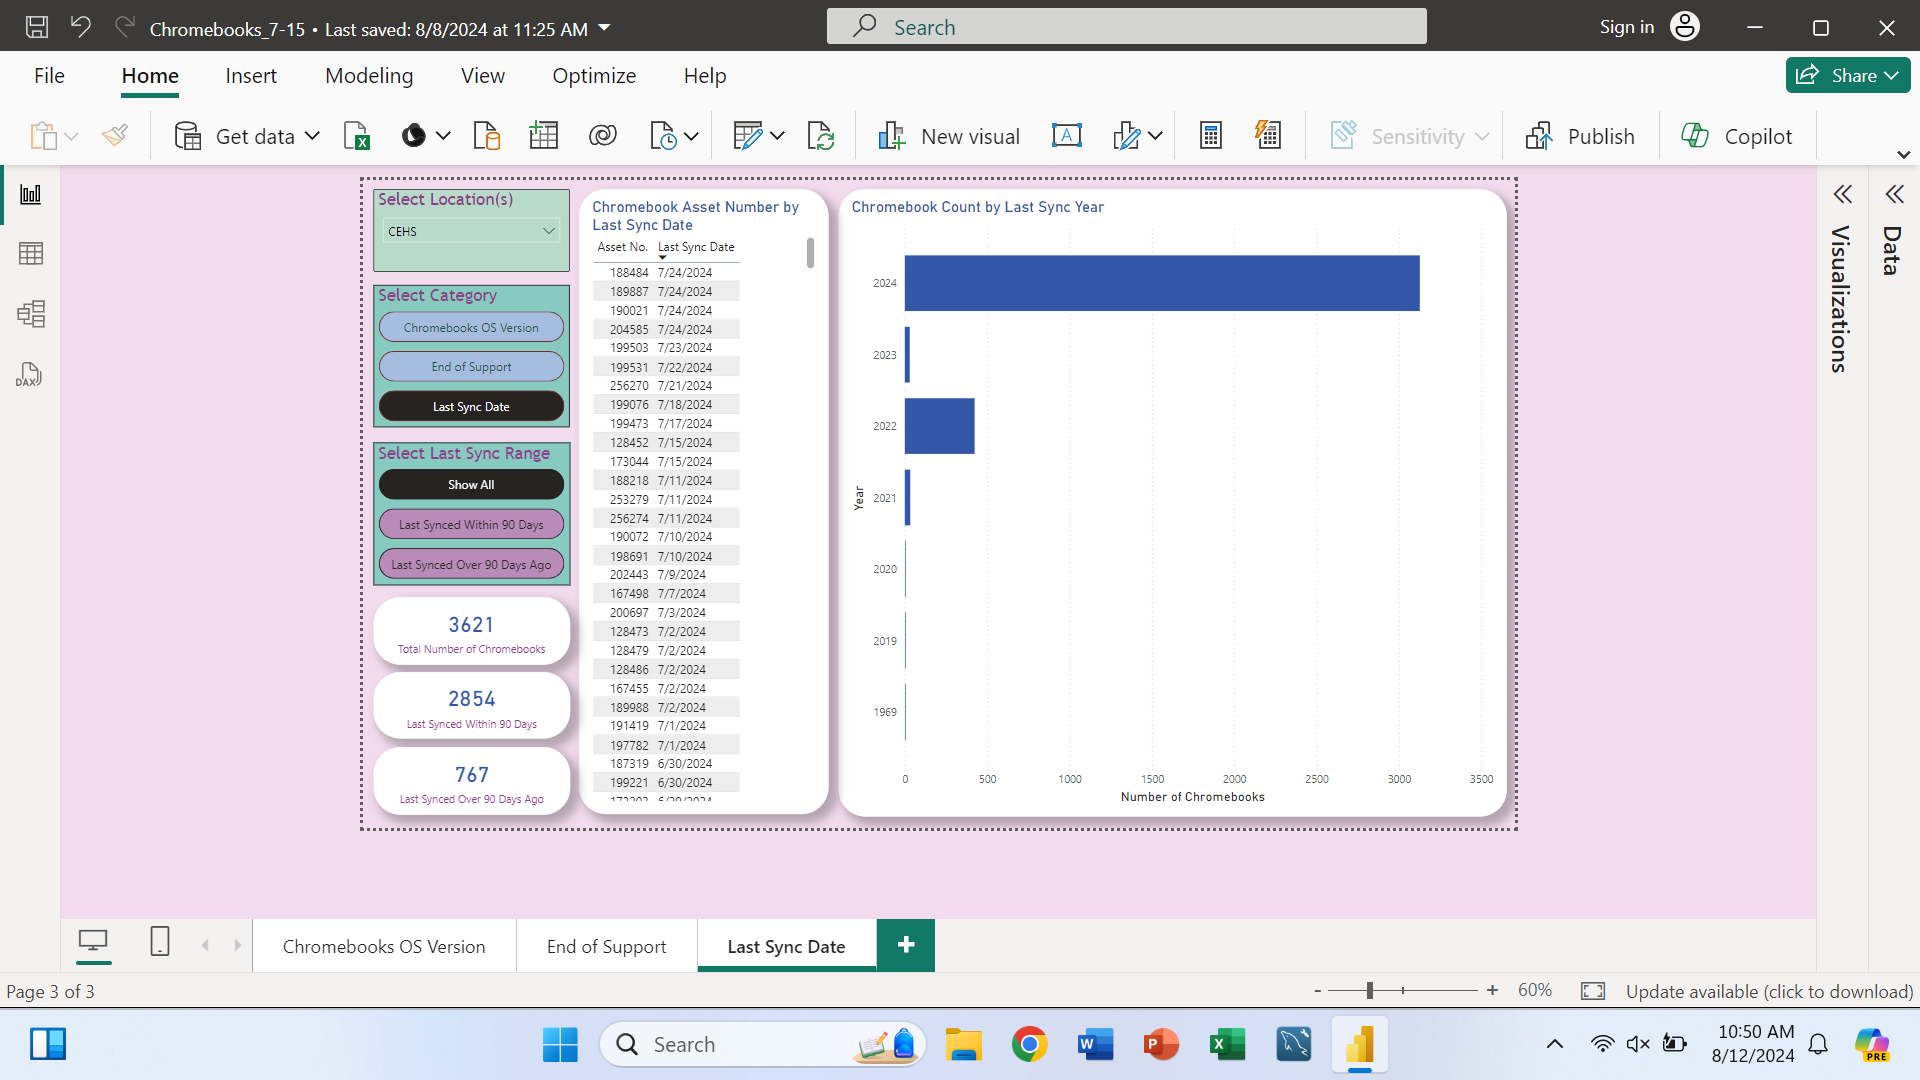 Chromebooks_7-15 • Last saved: 8/8/2024 at 11:25 AM
Search
Sign in
File
Home
Insert
Modeling
View
Optimize
Help
Share
Get data
New visual
A
Sensitivity
Publish
Copilot
DAX
Select Location(s)
CEHS
Select Category
Chromebooks OS Version
End of Support
Last Sync Date
Select Last Sync Range
Show All
Last Synced Within 90 Days
Last Synced Over 90 Days Ago
3621
Total Number of Chromebooks
2854
Last Synced Within 90 Days
767
Last Synced Over 90 Days Ago
Chromebook Asset Number by
Last Sync Date
Asset No. Last Sync Date
188484 7/24/2024
189887 7/24/2024
190021 7/24/2024
204585 7/24/2024
199503 7/23/2024
199531 7/22/2024
256270 7/21/2024
199076 7/18/2024
199473 7/17/2024
128452 7/15/2024
173044 7/15/2024
188218 7/11/2024
253279 7/11/2024
256274 7/11/2024
190072 7/10/2024
198691 7/10/2024
202443 7/9/2024
167498 7/7/2024
200697 7/3/2024
128473 7/2/2024
128479 7/2/2024
128486 7/2/2024
167455 7/2/2024
189988 7/2/2024
191419 7/1/2024
197782 7/1/2024
187319 6/30/2024
199221 6/30/2024
Chromebook Count by Last Sync Year
Year
2024
2023
2022
2021
2020
2019
1969
0 500 1000 1500 2000 2500 3000 3500
Number of Chromebooks
Visualizations
Data
Chromebooks OS Version
End of Support
Last Sync Date
Page 3 of 3
60%
Update available (click to download)
Search
W
P
X
10:50 AM
8/12/2024
PRE